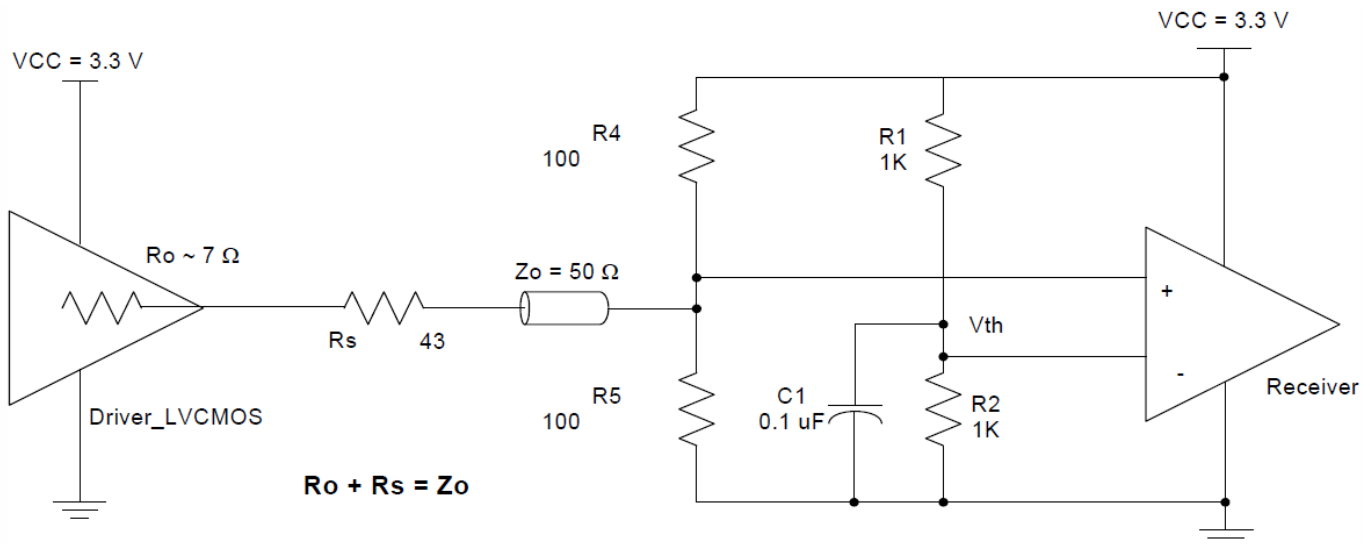 VCC = 3.3 V
VCC = 3.3 V
R4
100
R1
1K
Ro ~ 7 Ω
Zo = 50 Ω
+
Rs
43
Vth
-
Receiver
R5
100
C1
0.1 uF
R2
1K
Driver_LVCMOS
Ro + Rs = Zo